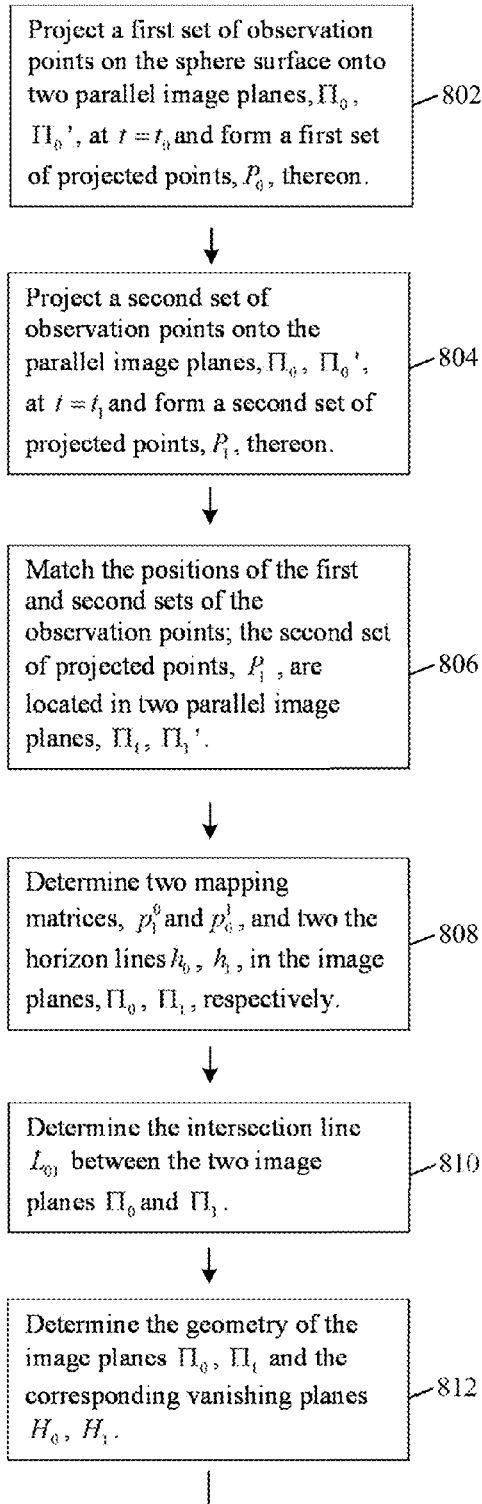 Project a first set of observation
points on the sphere surface onto
two parallel image planes, Π₀,
Π₀', at t = t₀ and form a first set
of projected points, P₀, thereon.
802
Project a second set of
observation points onto the
parallel image planes, Π₀, Π₀',
at t = t₁ and form a second set of
projected points, P₁, thereon.
804
Match the positions of the first
and second sets of the
observation points; the second set
of projected points, P₁, are
located in two parallel image
planes, Π₁, Π₁'.
806
Determine two mapping
matrices, p₁⁰ and p₀¹, and two the
horizon lines h₀, h₁, in the image
planes, Π₀, Π₁, respectively.
808
Determine the intersection line
L₀₁ between the two image
planes Π₀ and Π₁.
810
Determine the geometry of the
image planes Π₀, Π₁ and the
corresponding vanishing planes
H₀, H₁.
812